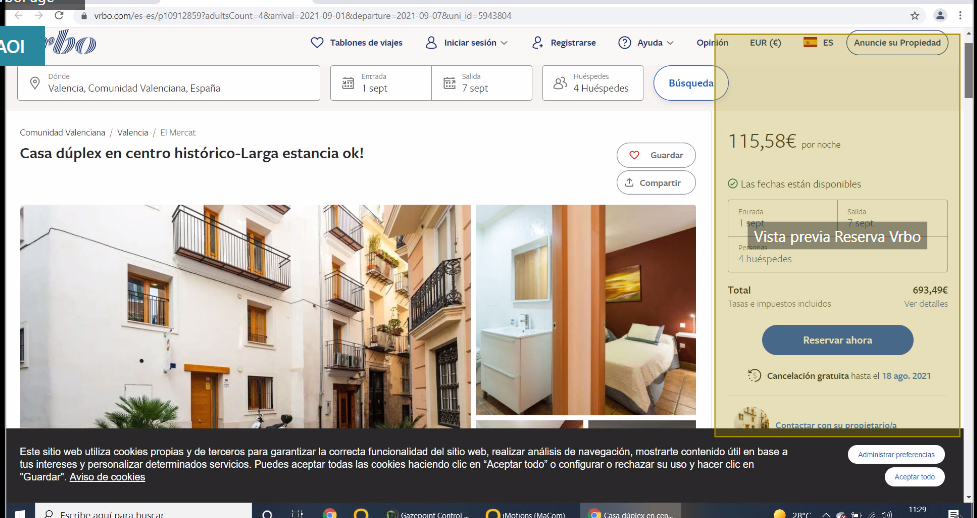 vrbo.com/es-es/p10912859?adultsCount=4&arrival=2021-09-01&departure=2021-09-07&uni_id=5943804
AOI
rbo
Tablones de viajes
Iniciar sesión
Registrarse
Ayuda
Opinión
EUR (€)
ES
Anuncie su Propiedad
Dónde
Valencia, Comunidad Valenciana, España
Entrada
1 sept
Salida
7 sept
Huéspedes
4 Huéspedes
Búsqueda
Comunidad Valenciana / Valencia / El Mercat
Casa dúplex en centro histórico-Larga estancia ok!
Guardar
Compartir
115,58€ por noche
Las fechas están disponibles
Entrada
1 sept
Salida
7 sept
Vista previa Reserva Vrbo
4 huéspedes
Total 693,49€
Tasas e impuestos incluidos Ver detalles
Reservar ahora
Cancelación gratuita hasta el 18 ago. 2021
Contactar con su propietario/a
Este sitio web utiliza cookies propias y de terceros para garantizar la correcta funcionalidad del sitio web, realizar análisis de navegación, mostrarte contenido útil en base a
tus intereses y personalizar determinados servicios. Puedes aceptar todas las cookies haciendo clic en "Aceptar todo" o configurar o rechazar su uso y hacer clic en
"Guardar". Aviso de cookies
Administrar preferencias
Aceptar todo
Escribe aquí para buscar
Gazepoint Control ...
iMotions (MaCom)
Casa dúplex en cen...
28°C
11:29